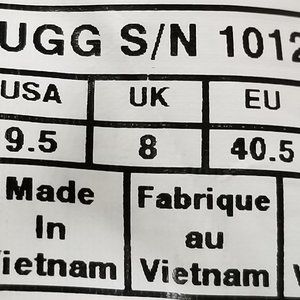 UGG S/N 1012
USA UK EU
9.5 8 40.5
Made Fabrique
In au
Vietnam Vietnam